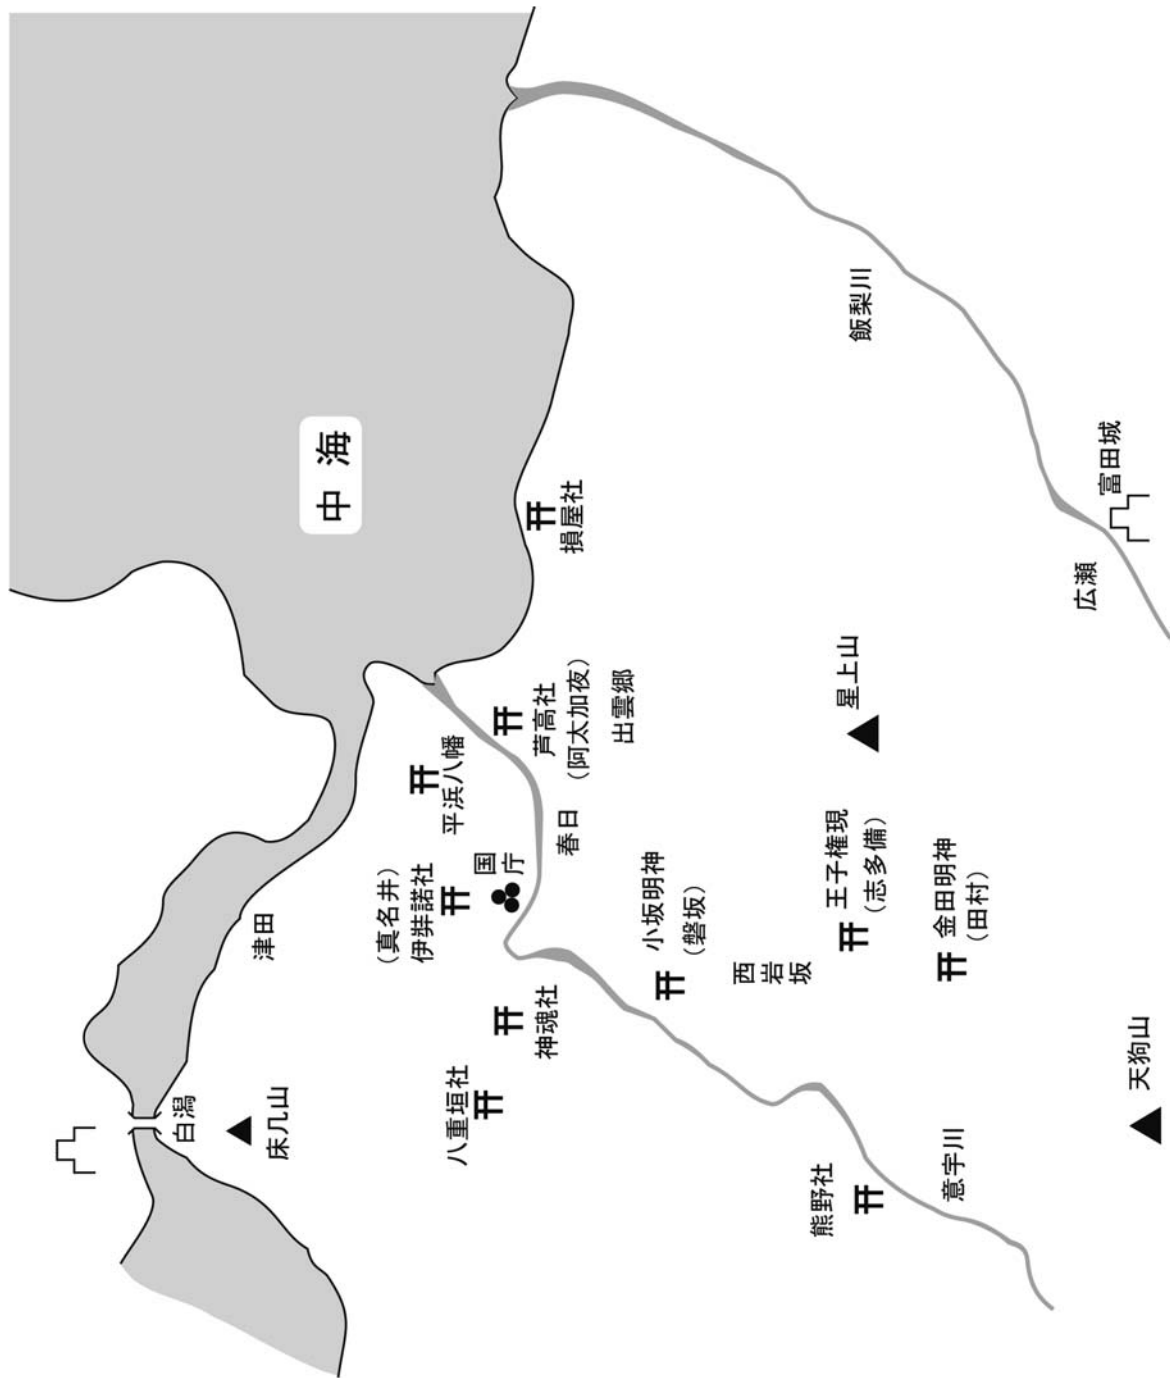 中海
飯梨川
富田城
広瀬
損屋社
星上山
芦高社
（阿太加夜）
出雲郷
平浜八幡
春日
国庁
（真名井）
伊弉諾社
津田
小坂明神
（磐坂）
王子権現
（志多備）
金田明神
（田村）
西岩坂
神魂社
八重垣社
白潟
床几山
熊野社
意宇川
天狗山